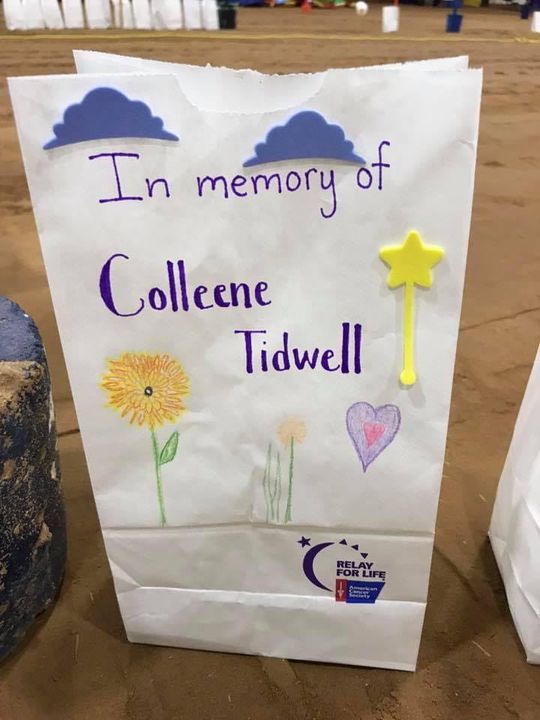 In memory of
Colleene
Tidwell
RELAY
FOR LIFE
American
Cancer
Society